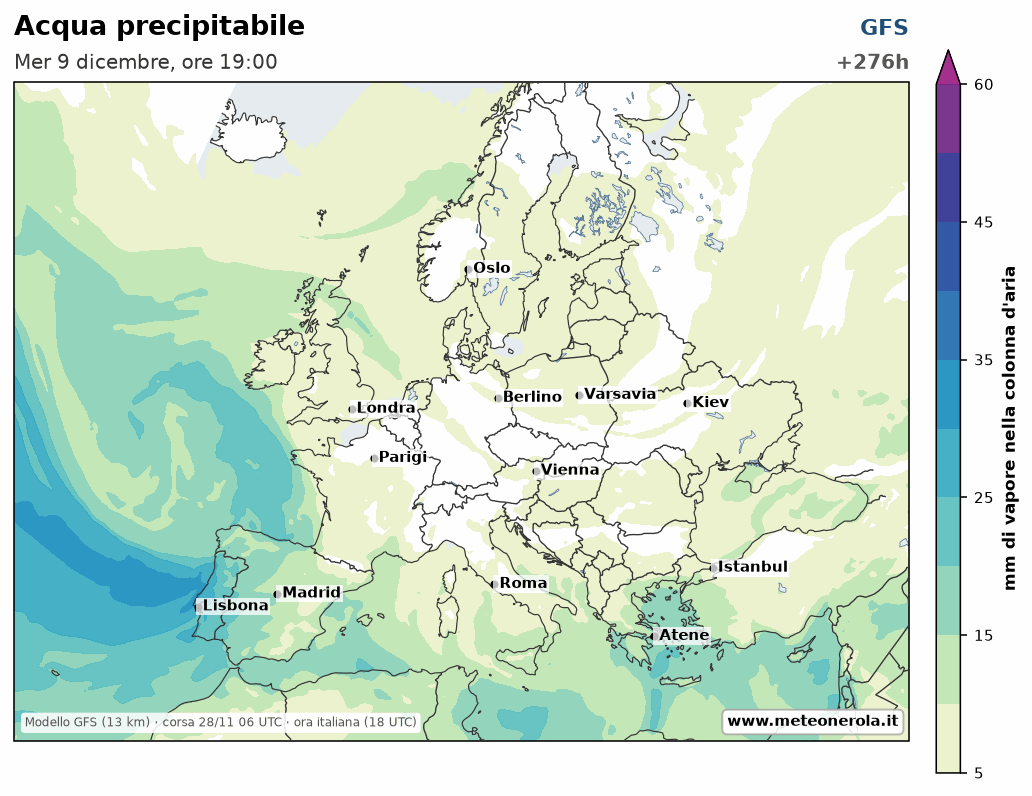 Acqua precipitabile
GFS
Mer 9 dicembre, ore 19:00
+276h
60
45
35
25
15
5
mm di vapore nella colonna d'aria
Oslo
Berlino
Varsavia
Kiev
Londra
Parigi
Vienna
Istanbul
Roma
Madrid
Lisbona
Atene
Modello GFS (13 km) · corsa 28/11 06 UTC · ora italiana (18 UTC)
www.meteonerola.it